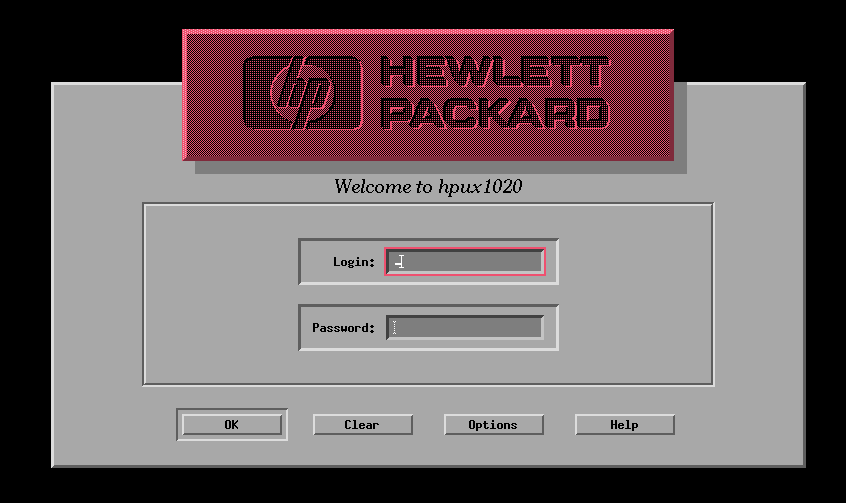 hp HEWLETT
PACKARD
Welcome to hpux1020
Login:
Password:
OK Clear Options Help